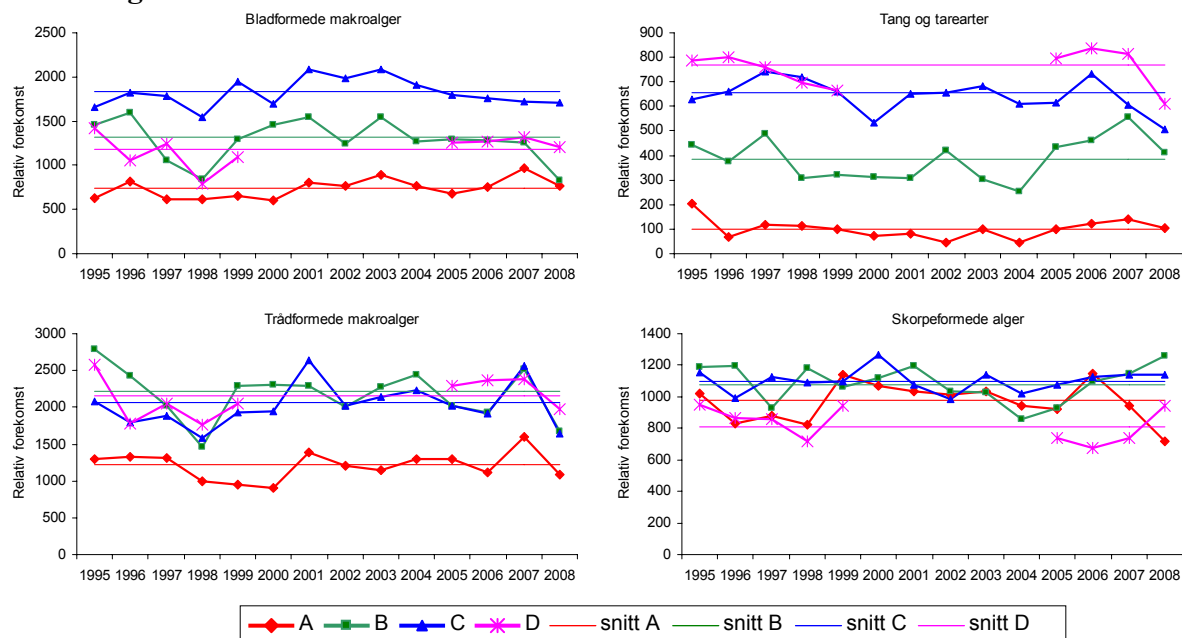 Bladformede makroalger
Relativ forekomst
2500
2000
1500
1000
500
0
1995 1996 1997 1998 1999 2000 2001 2002 2003 2004 2005 2006 2007 2008
Tang og tarearter
Relativ forekomst
900
800
700
600
500
400
300
200
100
0
1995 1996 1997 1998 1999 2000 2001 2002 2003 2004 2005 2006 2007 2008
Trådformede makroalger
Relativ forekomst
3000
2500
2000
1500
1000
500
0
1995 1996 1997 1998 1999 2000 2001 2002 2003 2004 2005 2006 2007 2008
Skorpeformede alger
Relativ forekomst
1400
1200
1000
800
600
400
200
0
1995 1996 1997 1998 1999 2000 2001 2002 2003 2004 2005 2006 2007 2008
A B C D snitt A snitt B snitt C snitt D